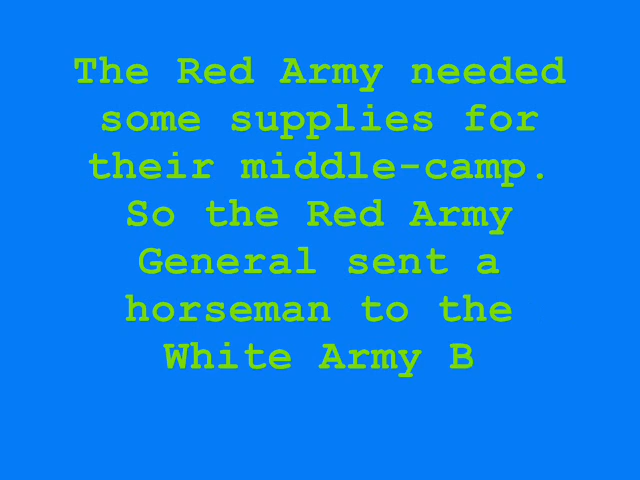 The Red Army needed
some supplies for
their middle-camp.
So the Red Army
General sent a
horseman to the
White Army B